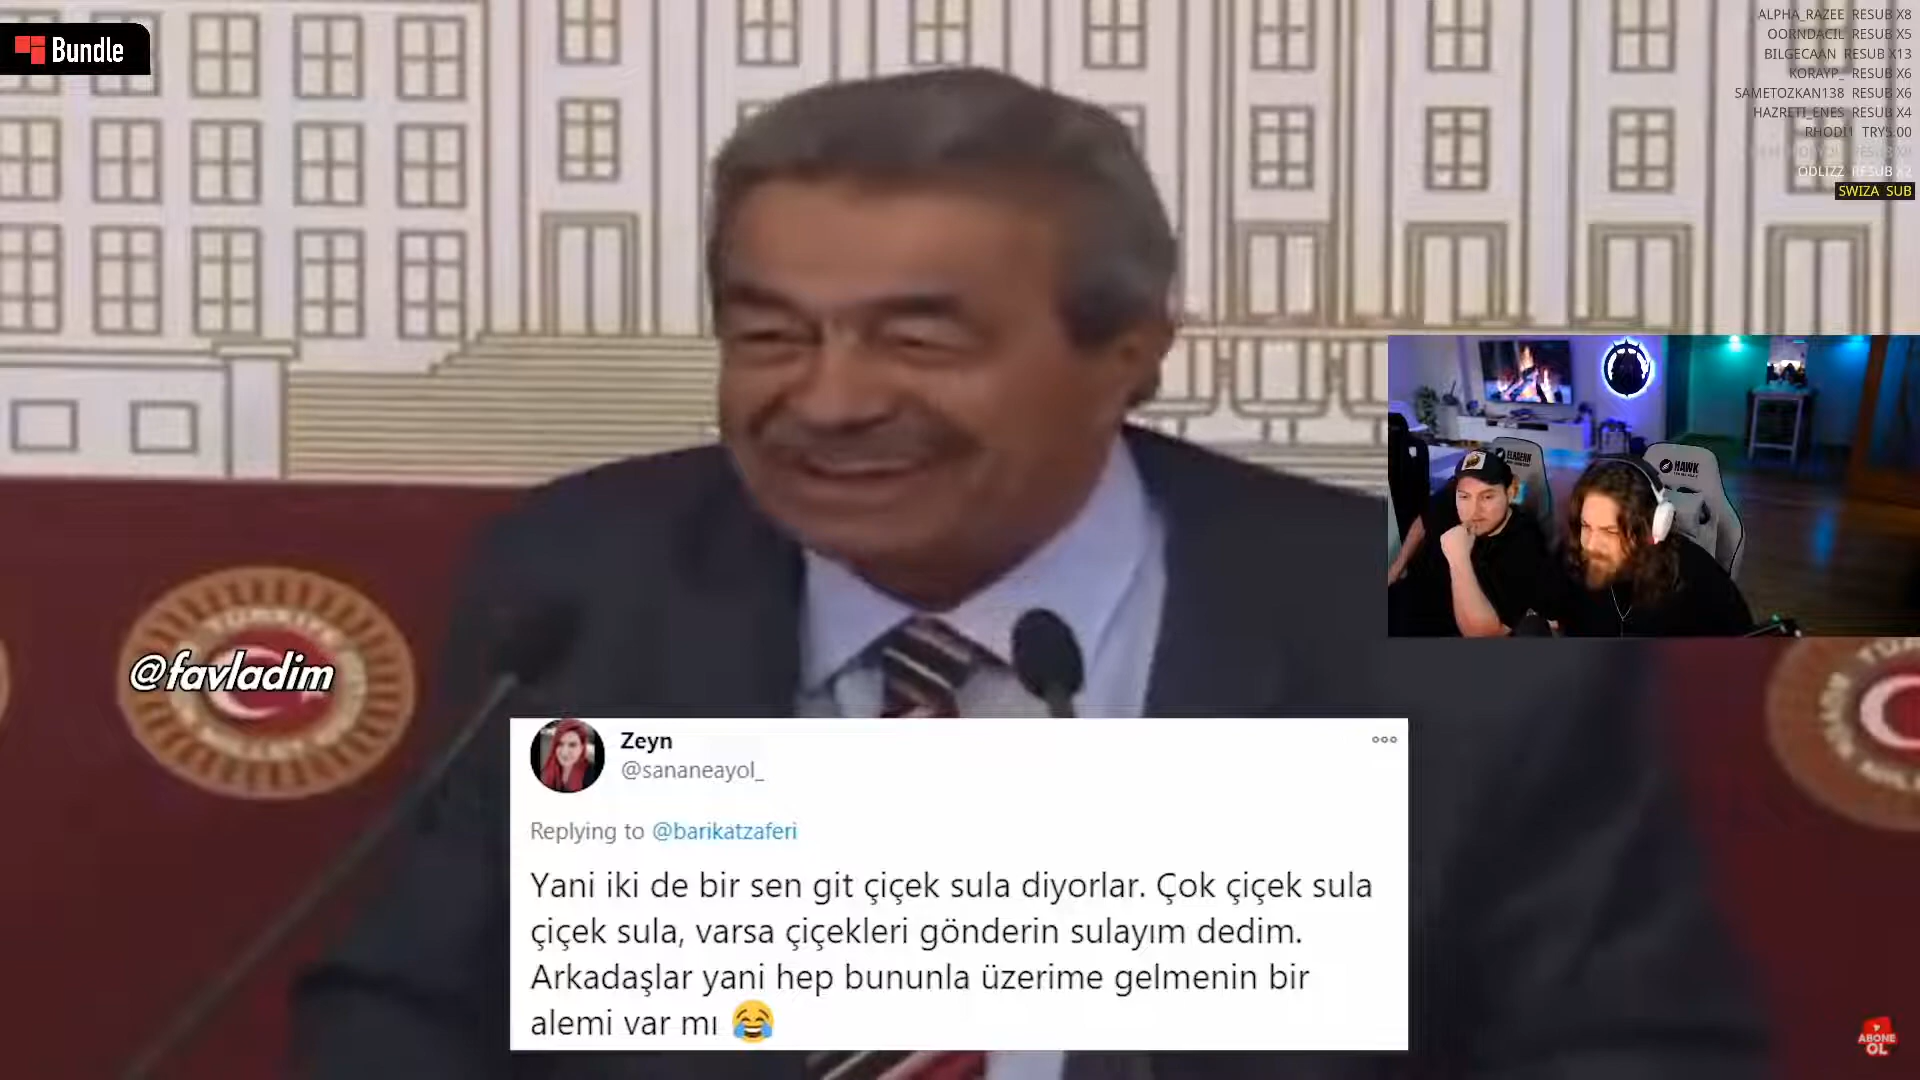 Bundle
ALPHA_RAZEE RESUB X8
OORNDACIL RESUB X5
BILGECAAN RESUB X13
KORAYP_ RESUB X6
SAMETOZKAN138 RESUB X6
HAZRETI_ENES RESUB X4
RHODI1 TRY5.00
ODLIZZ RESUB X2
SWIZA SUB
HAWK
TÜRKİYE
@favladim
Zeyn
@sananeayol_
Replying to @barikatzaferi
Yani iki de bir sen git çiçek sula diyorlar. Çok çiçek sula
çiçek sula, varsa çiçekleri gönderin sulayım dedim.
Arkadaşlar yani hep bununla üzerime gelmenin bir
alemi var mı 😂
ABONE
OL